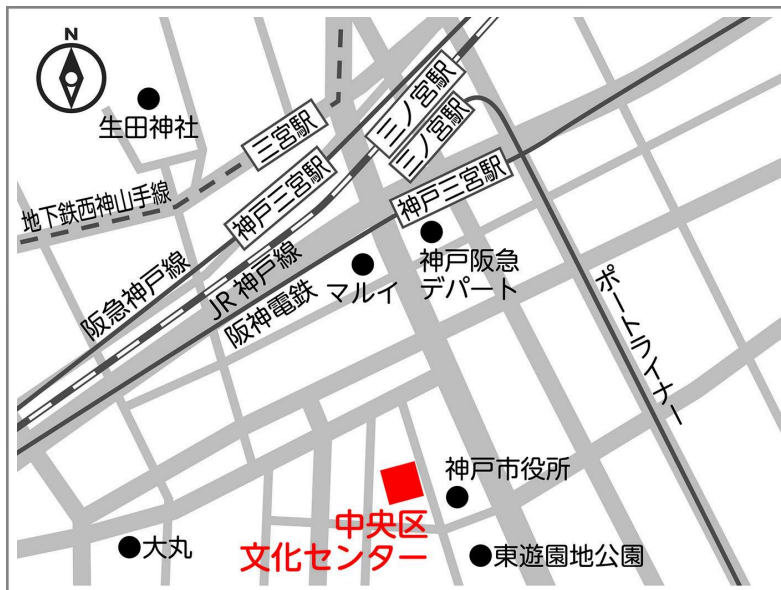 N
生田神社
三宮駅
三ノ宮駅
三ノ宮駅
神戸三宮駅
神戸三宮駅
地下鉄西神山手線
阪急神戸線
JR神戸線
阪神電鉄
マルイ
神戸阪急
デパート
ポートライナー
神戸市役所
中央区
文化センター
大丸
東遊園地公園